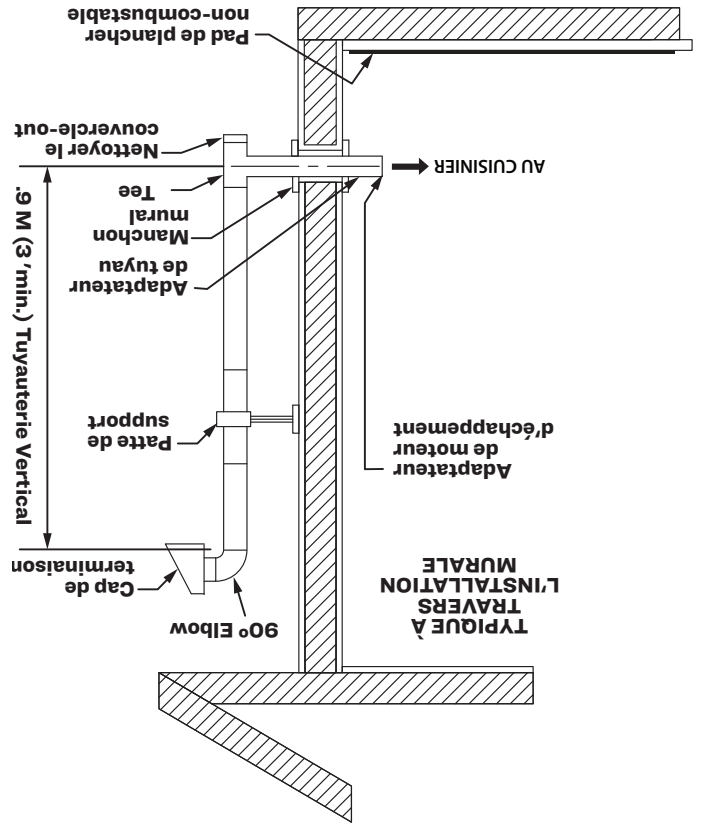 TYPIQUE À
TRAVERS
L'INSTALLATION
MURALE
90º Elbow
Cap de
terminaison
Adaptateur
de moteur
d'échappement
Patte de
support
.9 M (3 ’min.) Tuyauterie Vertical
Adaptateur
de tuyau
Manchon
mural
Tee
AU CUISINIER
Nettoyer le
couvercle-out
Pad de plancher
non-combustable